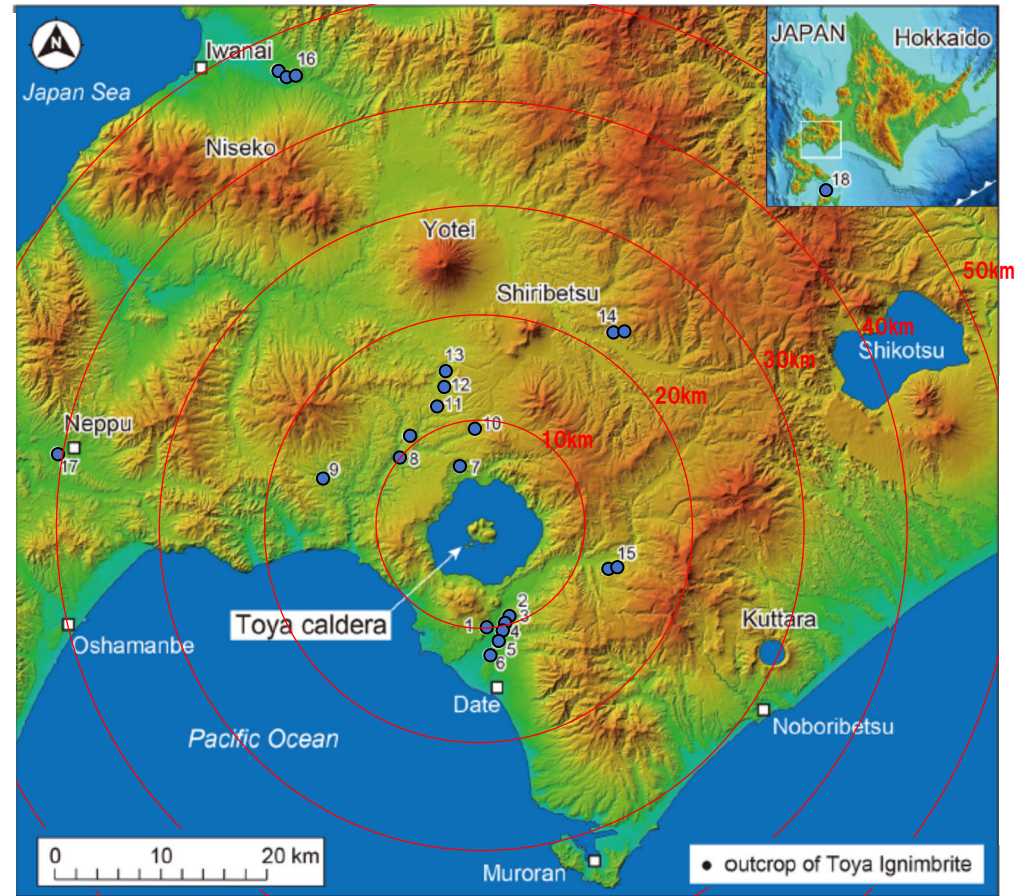 N
Iwanai
16
JAPAN
Hokkaido
Japan Sea
Niseko
18
Yotei
50km
Shiribetsu
14
40km
Shikotsu
30km
13
12
20km
11
Neppu
10
10km
17
8
9
7
15
2
3
Toya caldera
1
4
Kuttara
5
Oshamanbe
6
Date
Noboribetsu
Pacific Ocean
0 10 20 km
Muroran
outcrop of Toya Ignimbrite